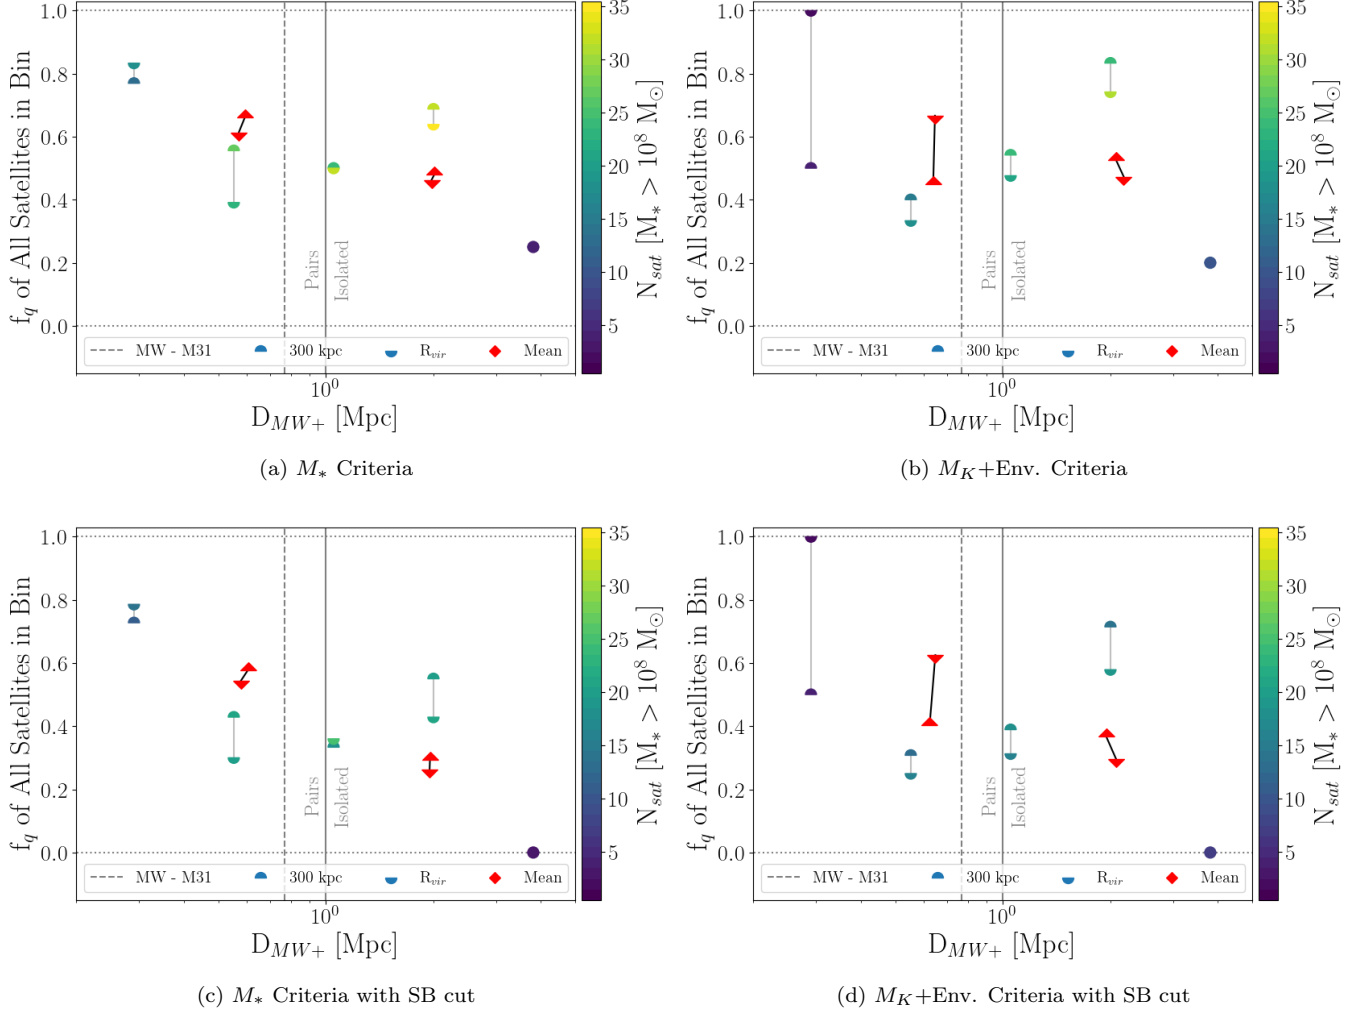 1.0
0.8
0.6
0.4
0.2
0.0
f_q of All Satellites in Bin
Pairs
Isolated
MW - M31
300 kpc
R_vir
Mean
10^0
D_MW+ [Mpc]
35
30
25
20
15
10
5
N_sat [M_* > 10^8 M_⊙]
(a) M_* Criteria
1.0
0.8
0.6
0.4
0.2
0.0
f_q of All Satellites in Bin
Pairs
Isolated
MW - M31
300 kpc
R_vir
Mean
10^0
D_MW+ [Mpc]
35
30
25
20
15
10
5
N_sat [M_* > 10^8 M_⊙]
(b) M_K+Env. Criteria
1.0
0.8
0.6
0.4
0.2
0.0
f_q of All Satellites in Bin
Pairs
Isolated
MW - M31
300 kpc
R_vir
Mean
10^0
D_MW+ [Mpc]
35
30
25
20
15
10
5
N_sat [M_* > 10^8 M_⊙]
(c) M_* Criteria with SB cut
1.0
0.8
0.6
0.4
0.2
0.0
f_q of All Satellites in Bin
Pairs
Isolated
MW - M31
300 kpc
R_vir
Mean
10^0
D_MW+ [Mpc]
35
30
25
20
15
10
5
N_sat [M_* > 10^8 M_⊙]
(d) M_K+Env. Criteria with SB cut